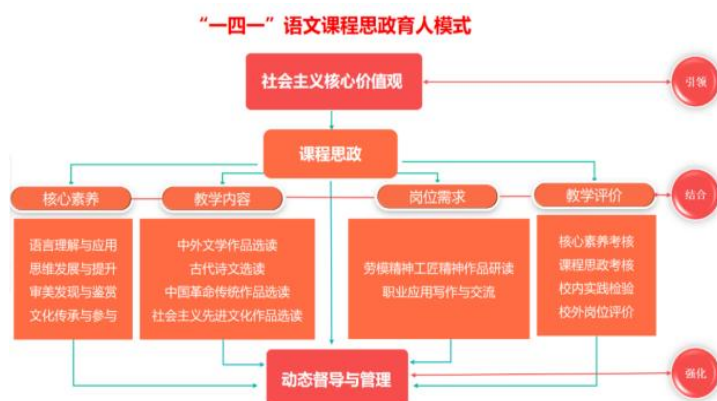 “一四一”语文课程思政育人模式
社会主义核心价值观
引领
课程思政
核心素养
教学内容
岗位需求
教学评价
结合
语言理解与应用
思维发展与提升
审美发现与鉴赏
文化传承与参与
中外文学作品选读
古代诗文选读
中国革命传统作品选读
社会主义先进文化作品选读
劳模精神工匠精神作品研读
职业应用写作与交流
核心素养考核
课程思政考核
校内实践检验
校外岗位评价
动态督导与管理
强化